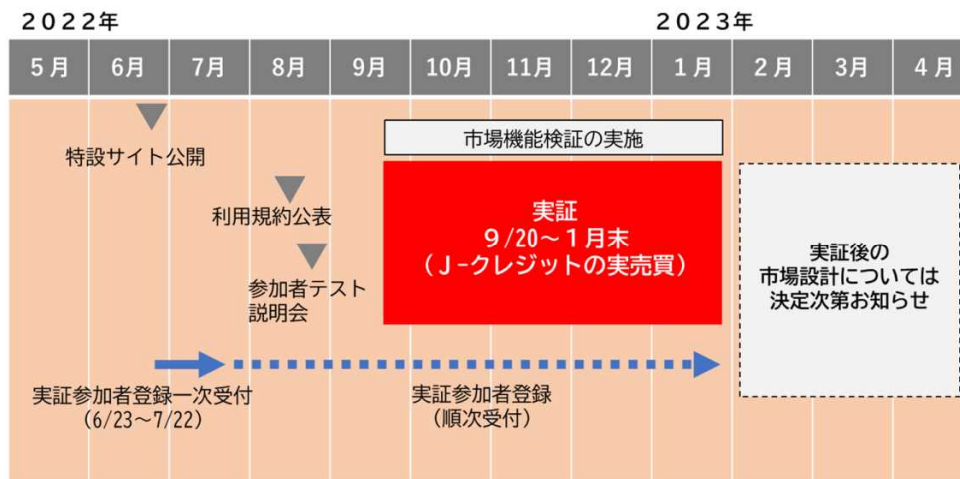 2022年
2023年
5月 6月 7月 8月 9月 10月 11月 12月 1月 2月 3月 4月
特設サイト公開
市場機能検証の実施
利用規約公表
参加者テスト
説明会
実証
9/20～1月末
（J-クレジットの実売買）
実証後の
市場設計については
決定次第お知らせ
実証参加者登録一次受付
(6/23～7/22)
実証参加者登録
(順次受付)